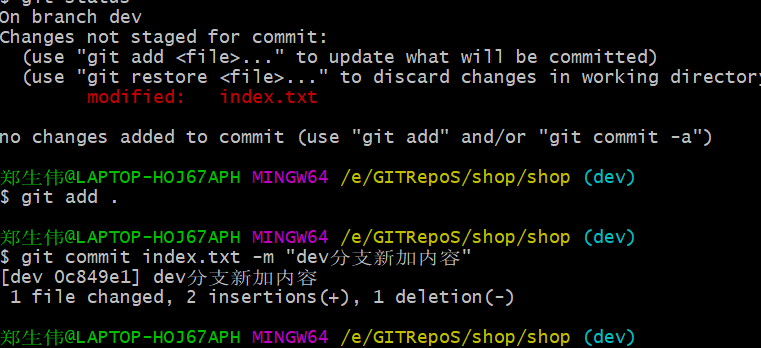 $ git status
On branch dev
Changes not staged for commit:
  (use "git add <file>..." to update what will be committed)
  (use "git restore <file>..." to discard changes in working directory
        modified:   index.txt

no changes added to commit (use "git add" and/or "git commit -a")

郑生伟@LAPTOP-HOJ67APH MINGW64 /e/GITRepoS/shop/shop (dev)
$ git add .

郑生伟@LAPTOP-HOJ67APH MINGW64 /e/GITRepoS/shop/shop (dev)
$ git commit index.txt -m "dev分支新加内容"
[dev 0c849e1] dev分支新加内容
 1 file changed, 2 insertions(+), 1 deletion(-)

郑生伟@LAPTOP-HOJ67APH MINGW64 /e/GITRepoS/shop/shop (dev)